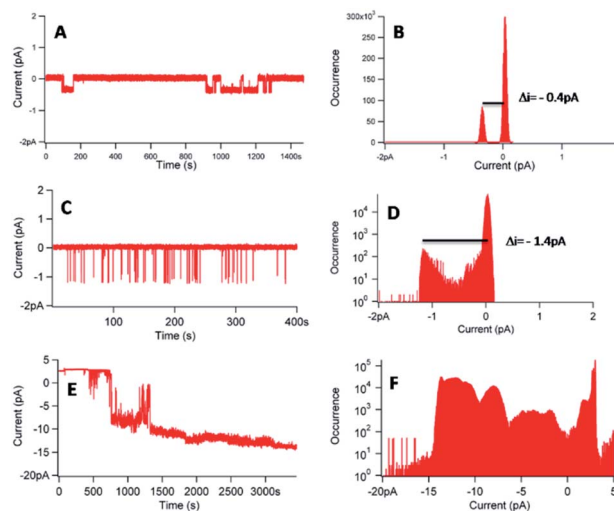 A
Current (pA)
2
1
0
-1
-2pA
0 200 400 600 800 1000 1200 1400
Time (s)
B
Occurrence
300x10³
200
100
50
0
Δi= - 0.4pA
-2pA -1 0 1
Current (pA)
C
Current (pA)
2
1
0
-1
-2pA
100 200 300 400s
Time (s)
D
Occurrence
10⁴
10³
10²
10¹
10⁰
Δi= - 1.4pA
-2pA -1 0 1 2
Current (pA)
E
Current (pA)
5
0
-5
-10
-15
-20pA
0 500 1000 1500 2000 2500 3000s
Time (s)
F
Occurrence
10⁵
10⁴
10³
10²
10¹
10⁰
-20pA -15 -10 -5 0 5
Current (pA)